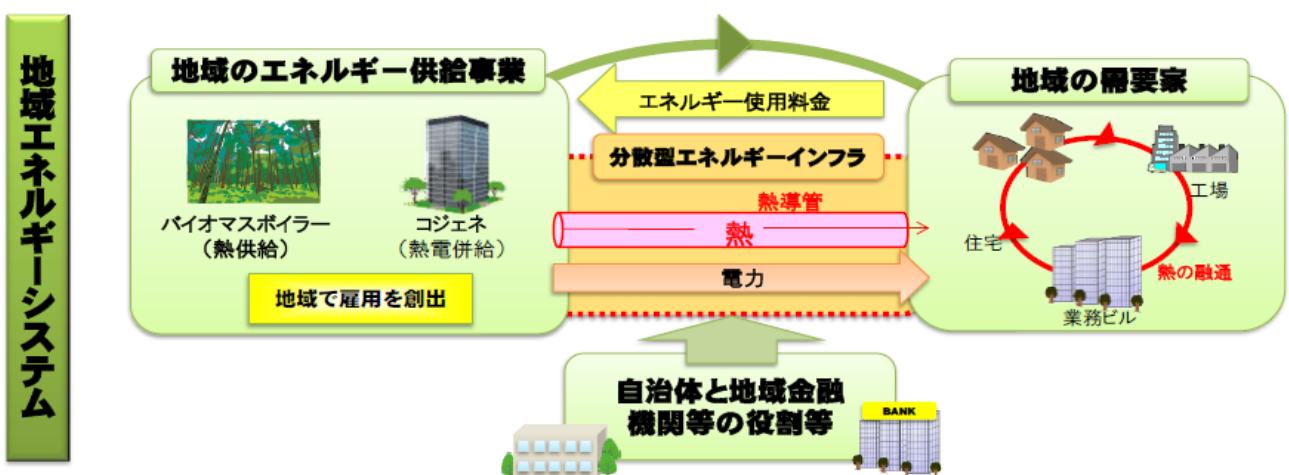 地域エネルギーシステム
地域のエネルギー供給事業
バイオマスボイラー
（熱供給）
コジェネ
（熱電併給）
地域で雇用を創出
エネルギー使用料金
分散型エネルギーインフラ
熱導管
熱
電力
地域の需要家
工場
住宅
熱の融通
業務ビル
自治体と地域金融
機関等の役割等
BANK